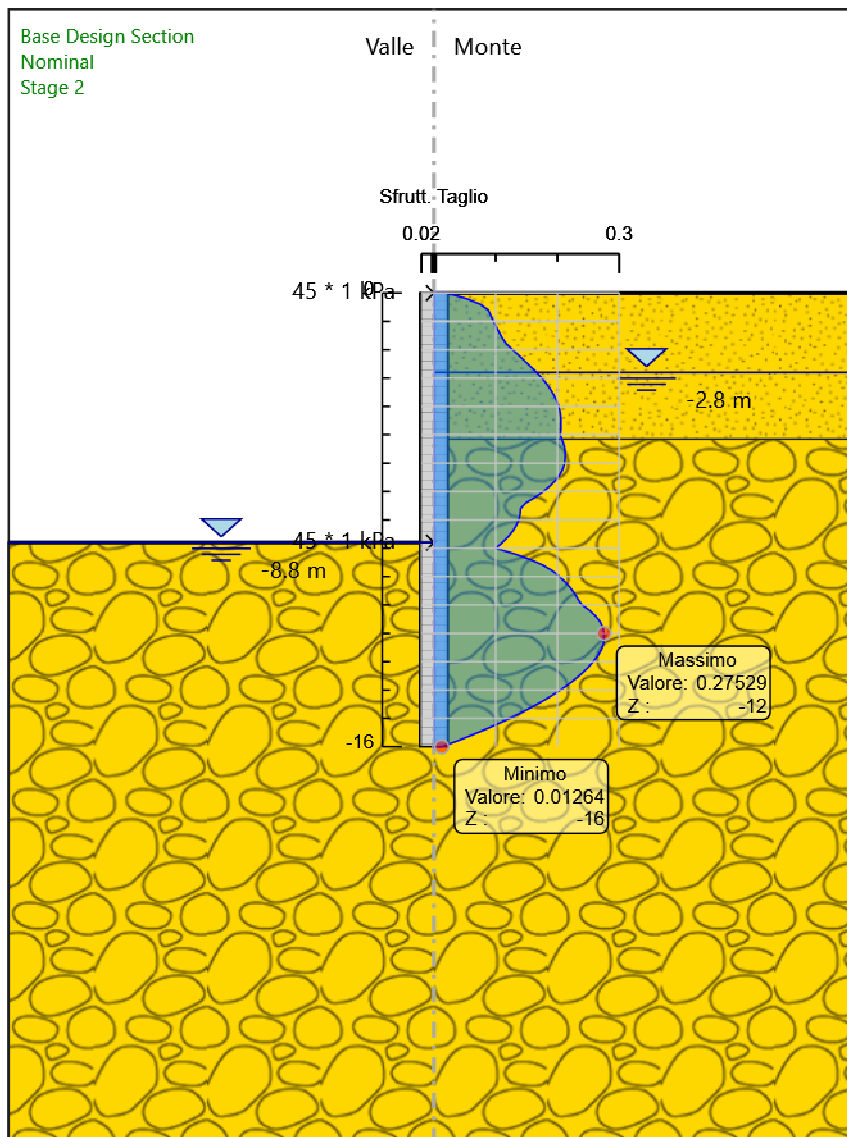 Base Design Section
Nominal
Stage 2
Valle
Monte
Sfrutt. Taglio
0.02
0.3
0
45 * 1 kPa
-2.8 m
45 * 1 kPa
-8.8 m
Massimo
Valore: 0.27529
Z : -12
-16
Minimo
Valore: 0.01264
Z : -16